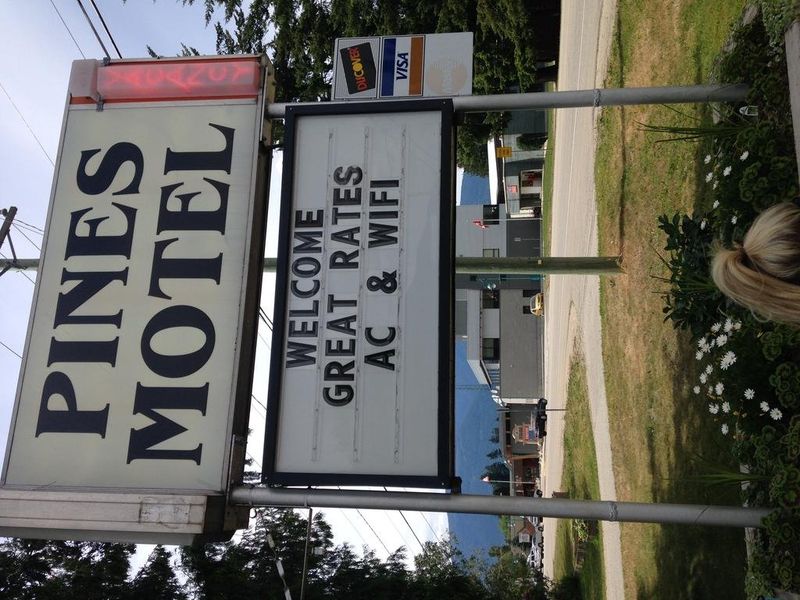 PINES
MOTEL
DISCOVER
VISA
WELCOME
GREAT RATES
AC & WIFI